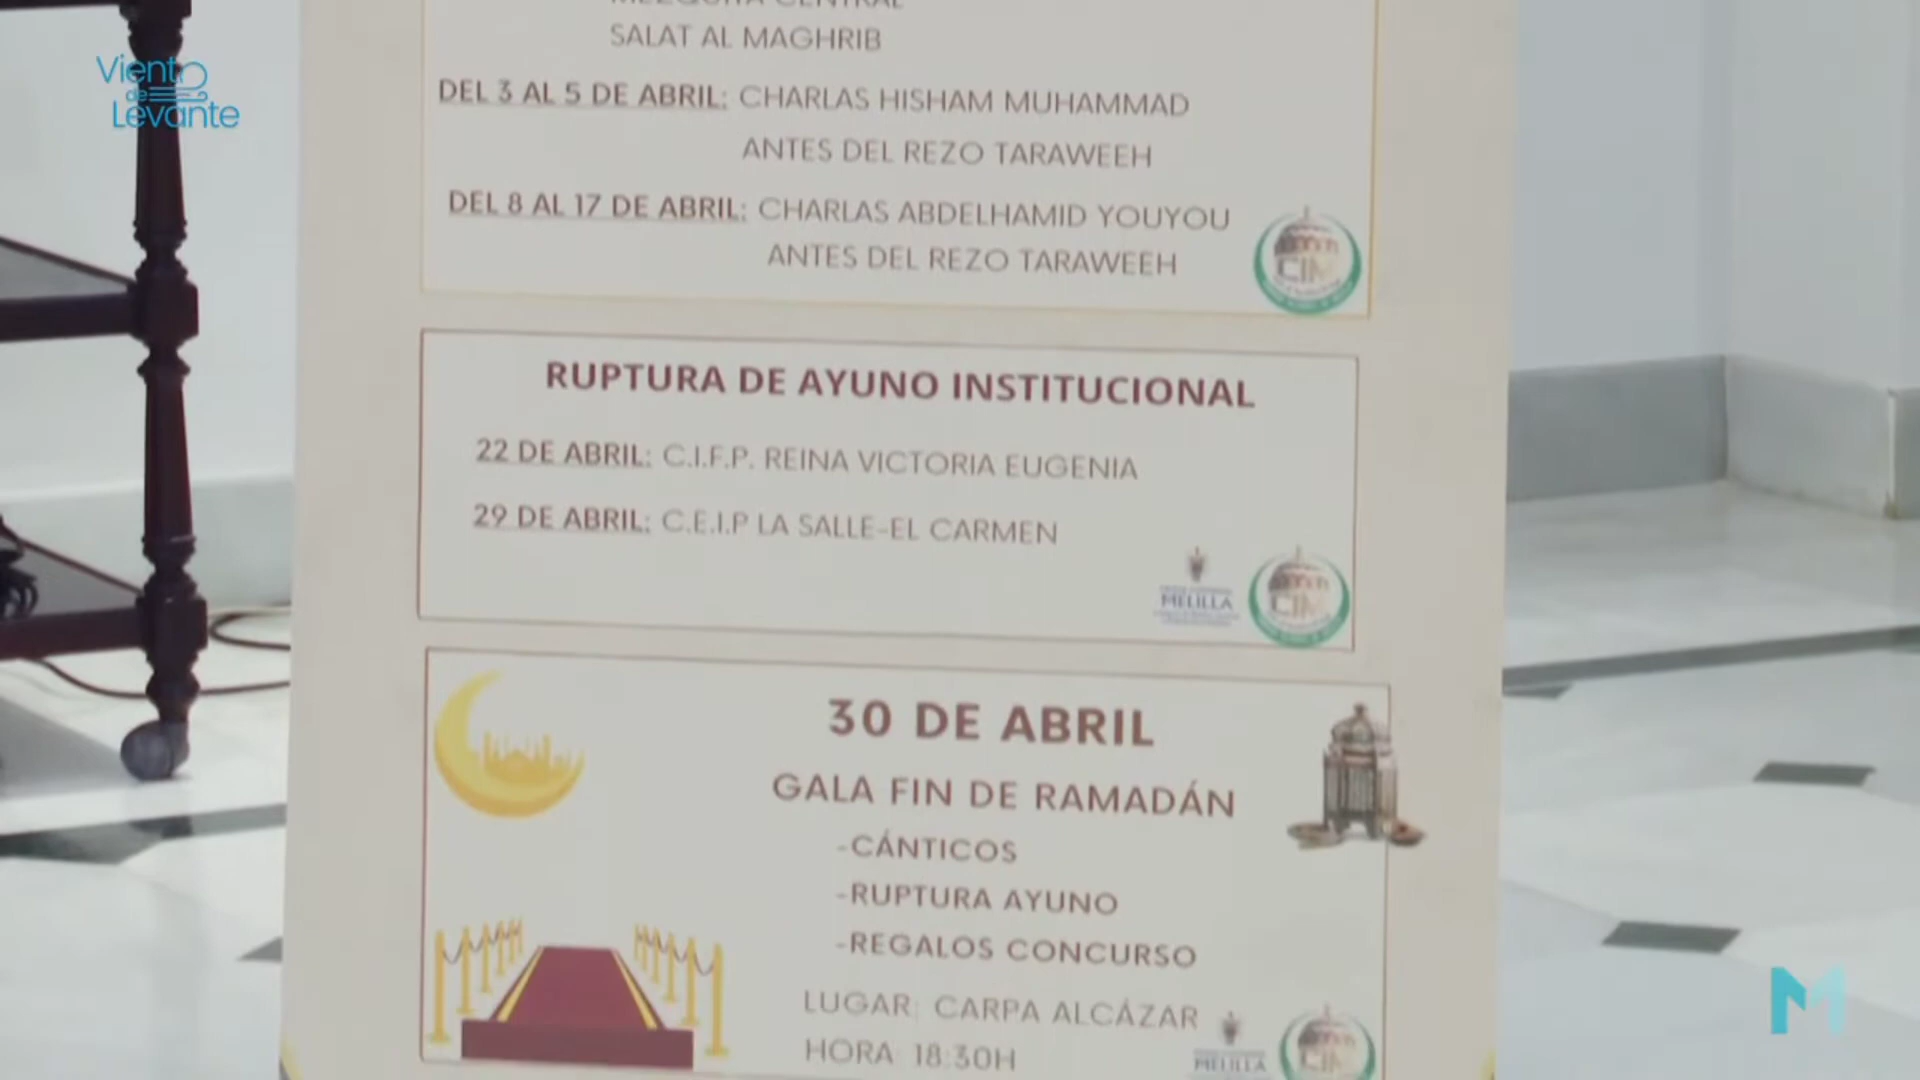 Viento
de
Levante
SALAT AL MAGHRIB
DEL 3 AL 5 DE ABRIL: CHARLAS HISHAM MUHAMMAD
ANTES DEL REZO TARAWEEH
DEL 8 AL 17 DE ABRIL: CHARLAS ABDELHAMID YOUYOU
ANTES DEL REZO TARAWEEH
CIM
RUPTURA DE AYUNO INSTITUCIONAL
22 DE ABRIL: C.I.F.P. REINA VICTORIA EUGENIA
29 DE ABRIL: C.E.I.P LA SALLE-EL CARMEN
MELILLA
CIM
30 DE ABRIL
GALA FIN DE RAMADÁN
-CÁNTICOS
-RUPTURA AYUNO
-REGALOS CONCURSO
LUGAR: CARPA ALCÁZAR
HORA: 18:30H
MELILLA
CIM
M